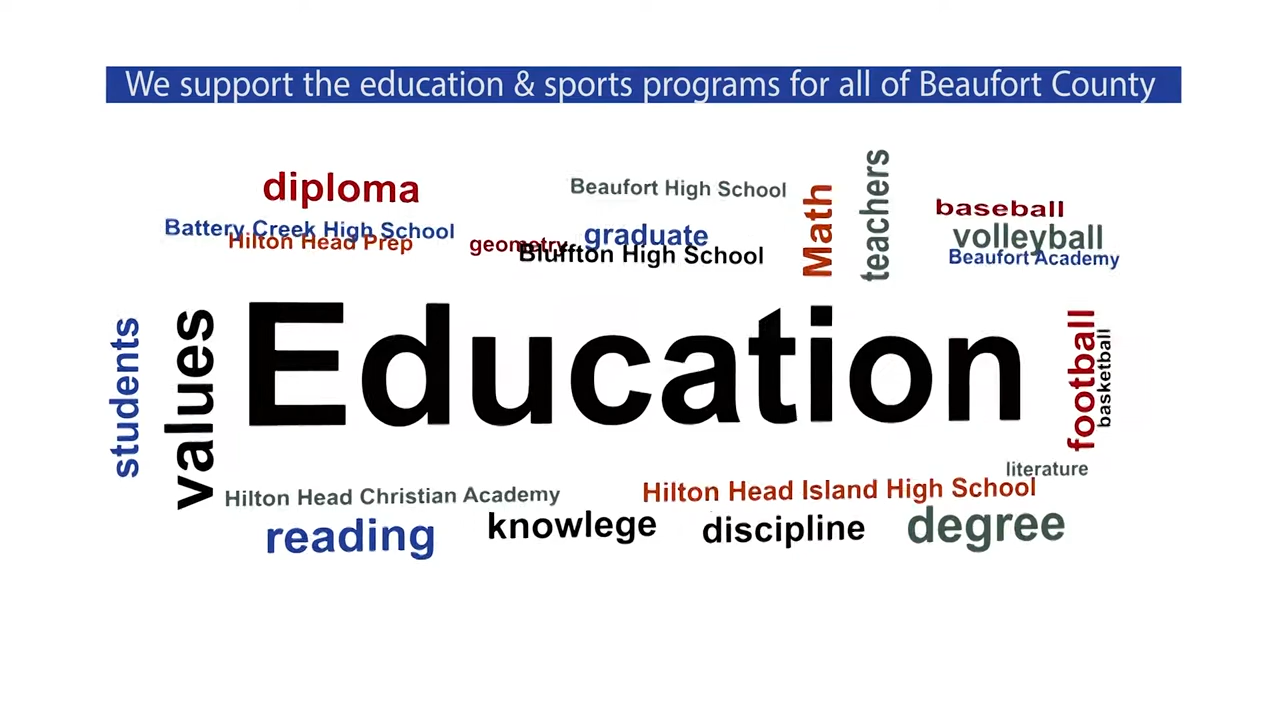 We support the education & sports programs for all of Beaufort County
diploma
Beaufort High School
Math
teachers
baseball
Battery Creek High School
graduate
volleyball
Hilton Head Prep
geometry
Bluffton High School
Beaufort Academy
students
values
Education
football
basketball
literature
Hilton Head Christian Academy
Hilton Head Island High School
reading
knowlege
discipline
degree